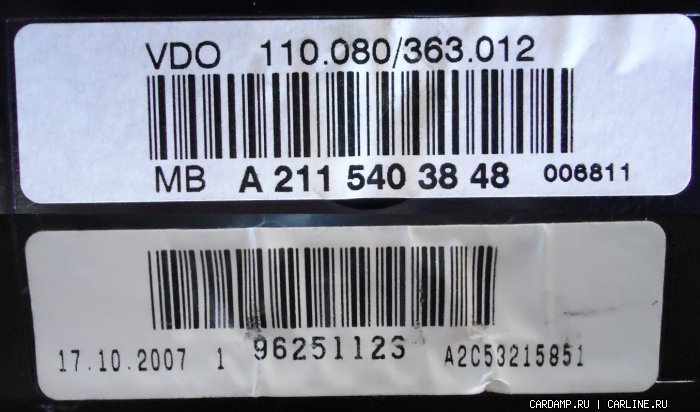 VDO 110.080/363.012
MB A 211 540 38 48 006811
17.10.2007 1 96251123 A2C53215851
CARDAMP.RU | CARLINE.RU